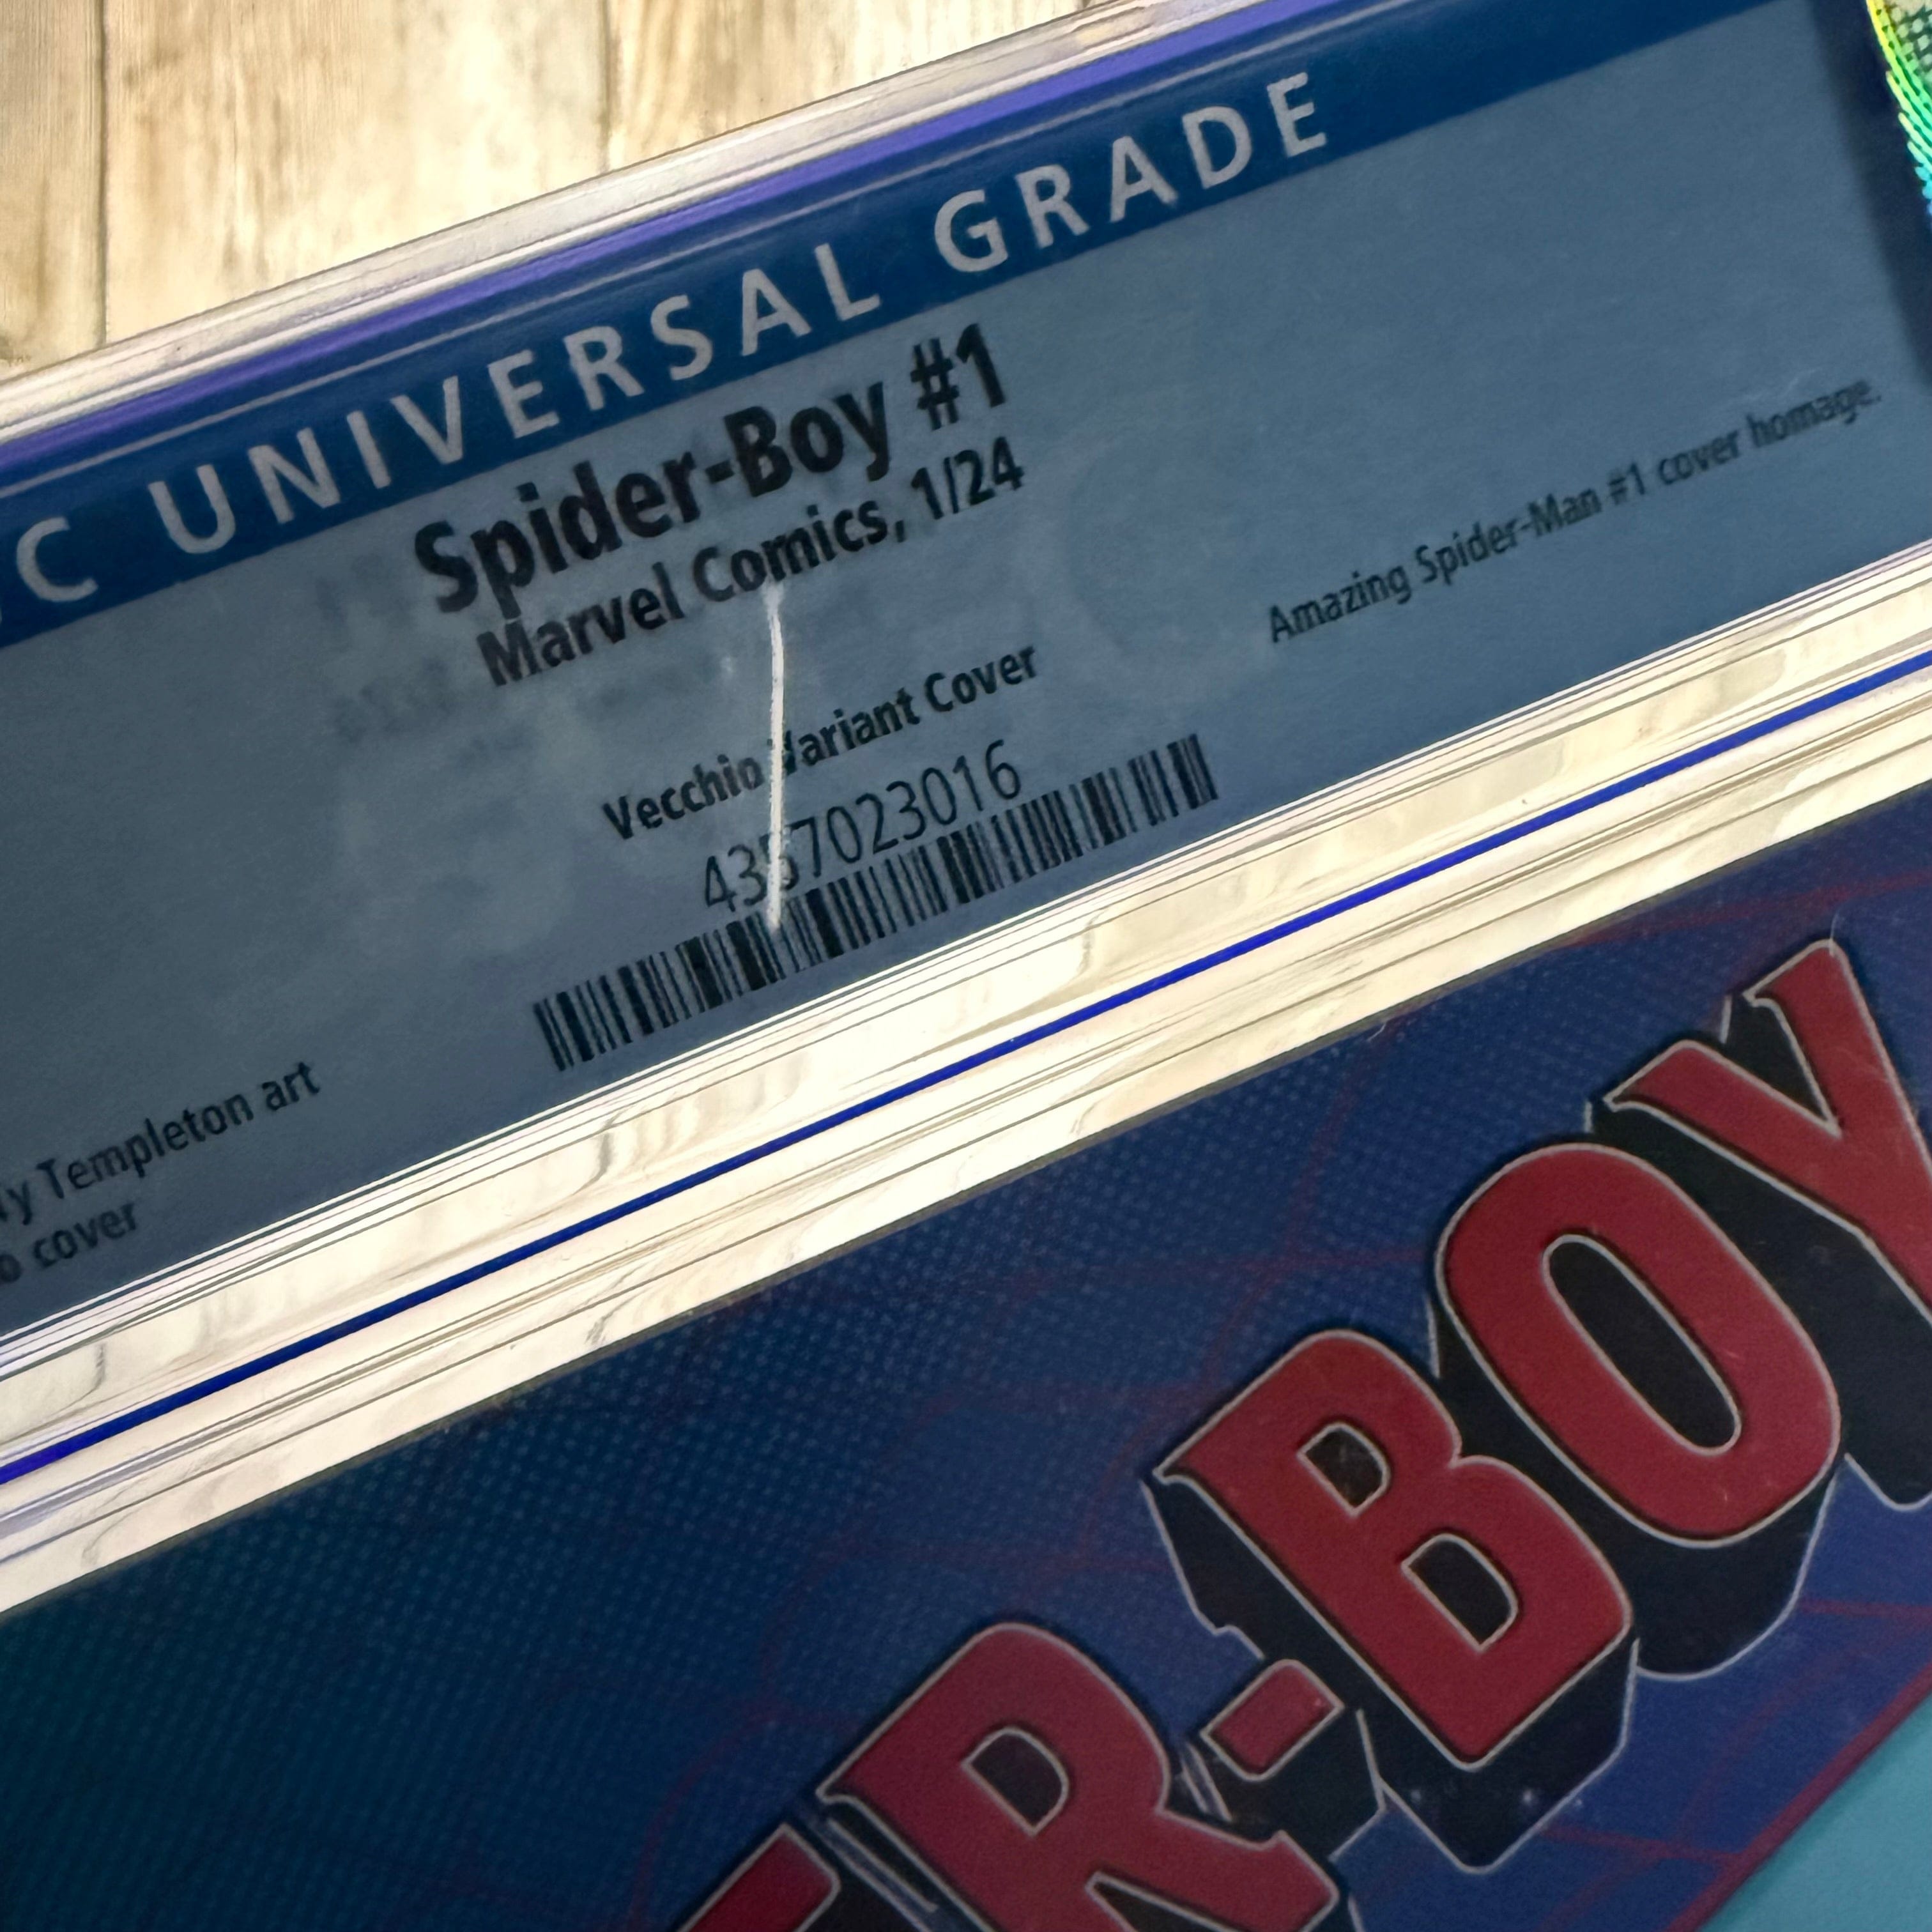 UNIVERSAL GRADE
Spider-Boy #1
Marvel Comics, 1/24
Vecchio Variant Cover
4357023016
Amazing Spider-Man #1 cover homage.
Templeton art
cover
R-BOY